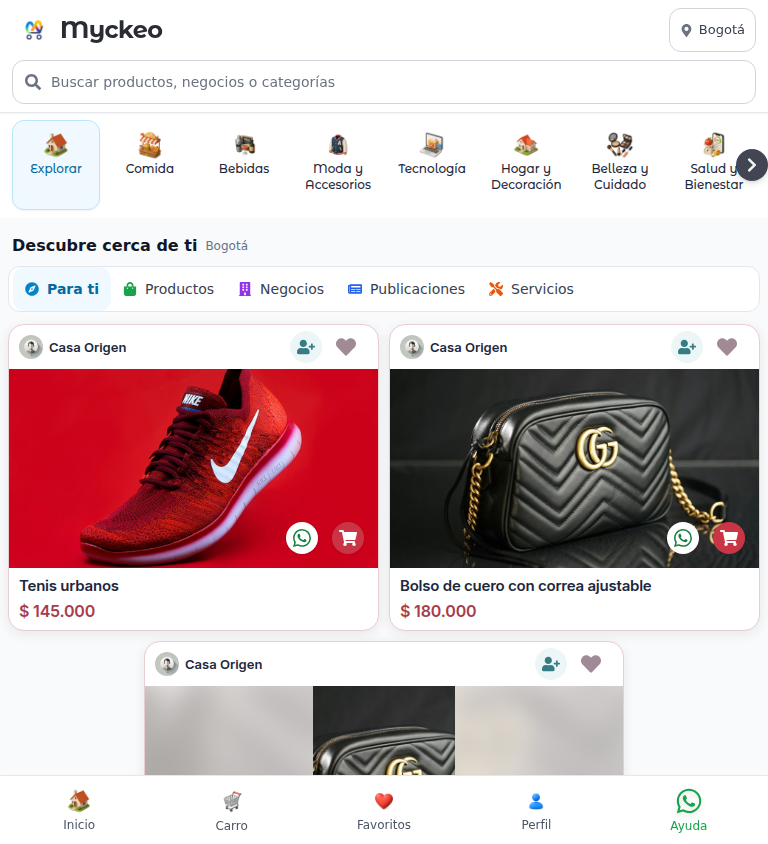 Myckeo
Bogotá
Buscar productos, negocios o categorías
Explorar
Comida
Bebidas
Moda y
Accesorios
Tecnología
Hogar y
Decoración
Belleza y
Cuidado
Salud y
Bienestar
Descubre cerca de ti Bogotá
Para ti
Productos
Negocios
Publicaciones
Servicios
Casa Origen
NIKE
Tenis urbanos
$ 145.000
Casa Origen
GG
Bolso de cuero con correa ajustable
$ 180.000
Casa Origen
Inicio
Carro
Favoritos
Perfil
Ayuda